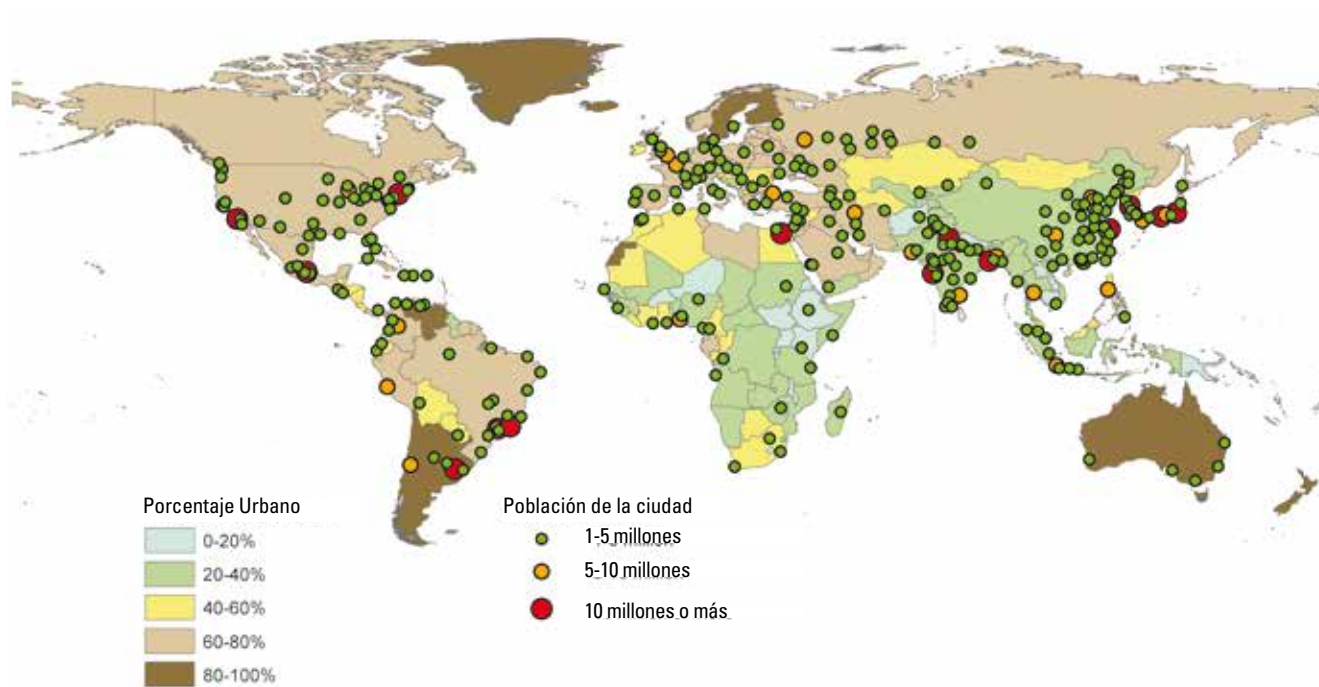 Porcentaje Urbano
0-20%
20-40%
40-60%
60-80%
80-100%
Población de la ciudad
1-5 millones
5-10 millones
10 millones o más